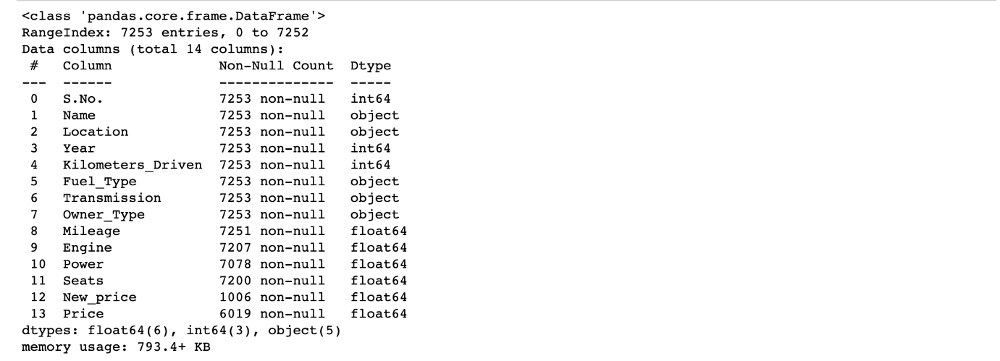 <class 'pandas.core.frame.DataFrame'>
RangeIndex: 7253 entries, 0 to 7252
Data columns (total 14 columns):
 #   Column             Non-Null Count  Dtype
---  ------             --------------  -----
 0   S.No.              7253 non-null   int64
 1   Name               7253 non-null   object
 2   Location           7253 non-null   object
 3   Year               7253 non-null   int64
 4   Kilometers_Driven  7253 non-null   int64
 5   Fuel_Type          7253 non-null   object
 6   Transmission       7253 non-null   object
 7   Owner_Type         7253 non-null   object
 8   Mileage            7251 non-null   float64
 9   Engine             7207 non-null   float64
 10  Power              7078 non-null   float64
 11  Seats              7200 non-null   float64
 12  New_price          1006 non-null   float64
 13  Price              6019 non-null   float64
dtypes: float64(6), int64(3), object(5)
memory usage: 793.4+ KB